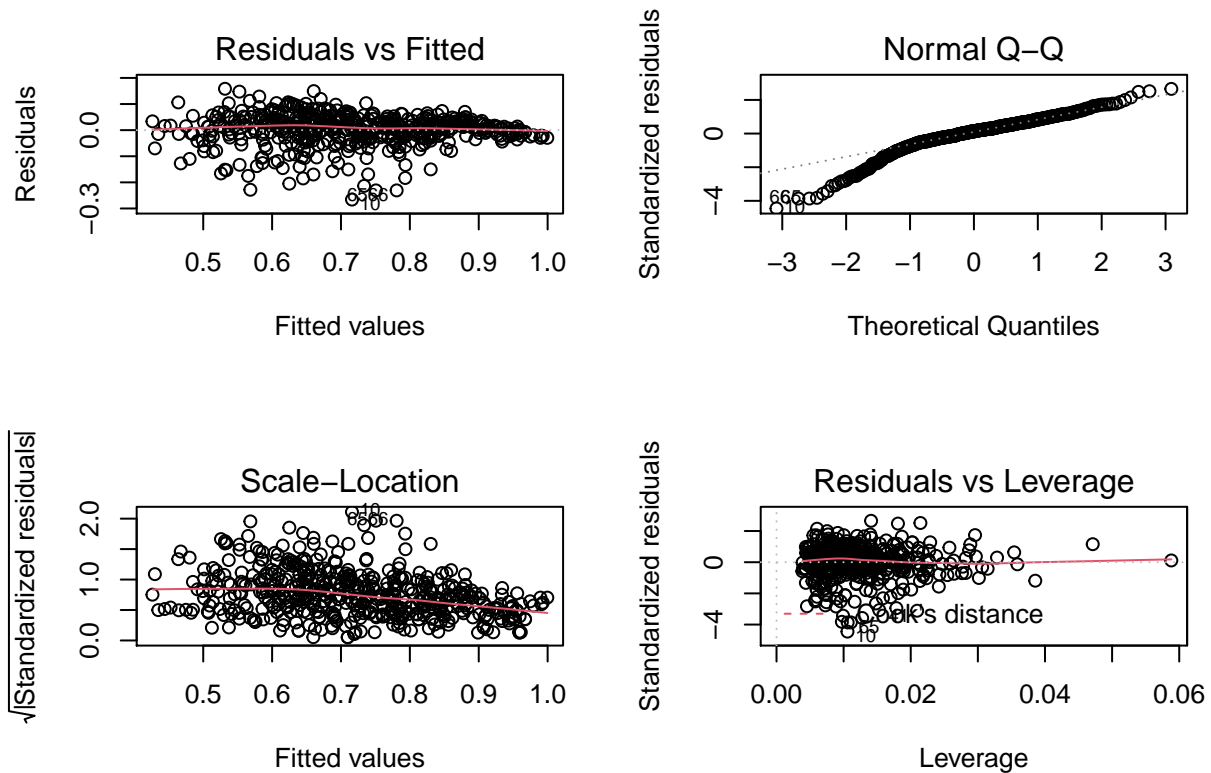 Residuals vs Fitted
Residuals
0.0
−0.3
10
0.5 0.6 0.7 0.8 0.9 1.0
Fitted values
Normal Q−Q
Standardized residuals
0
−4
10
−3 −2 −1 0 1 2 3
Theoretical Quantiles
Scale−Location
√|Standardized residuals|
2.0
1.0
0.0
10
0.5 0.6 0.7 0.8 0.9 1.0
Fitted values
Residuals vs Leverage
Standardized residuals
0
−4
distance
10
0.00 0.02 0.04 0.06
Leverage